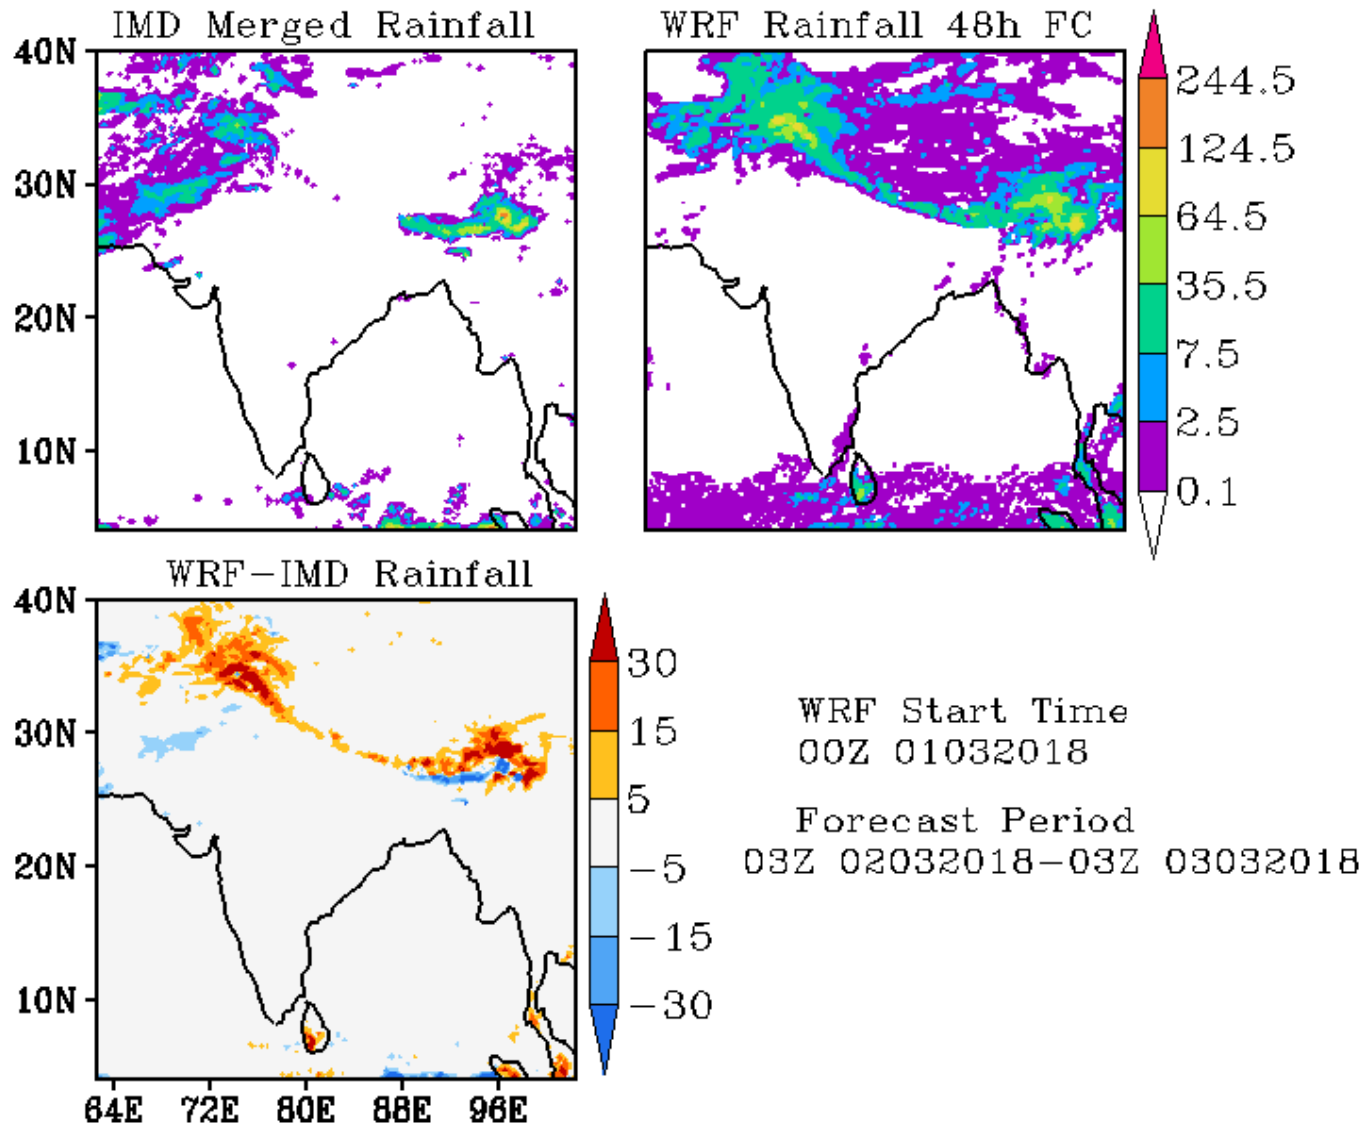 IMD Merged Rainfall
WRF Rainfall 48h FC
40N
30N
20N
10N
244.5
124.5
64.5
35.5
7.5
2.5
0.1
WRF-IMD Rainfall
40N
30N
20N
10N
64E 72E 80E 88E 96E
30
15
5
-5
-15
-30
WRF Start Time
00Z 01032018
Forecast Period
03Z 02032018-03Z 03032018